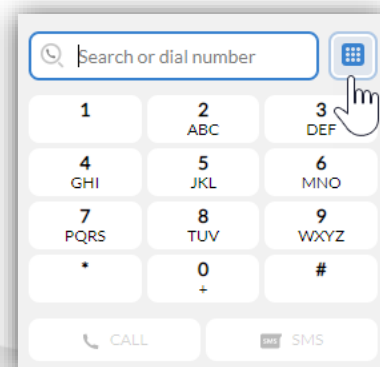 Search or dial number
1 2 3
ABC DEF
4 5 6
GHI JKL MNO
7 8 9
PQRS TUV WXYZ
* 0 #
+
CALL SMS SMS